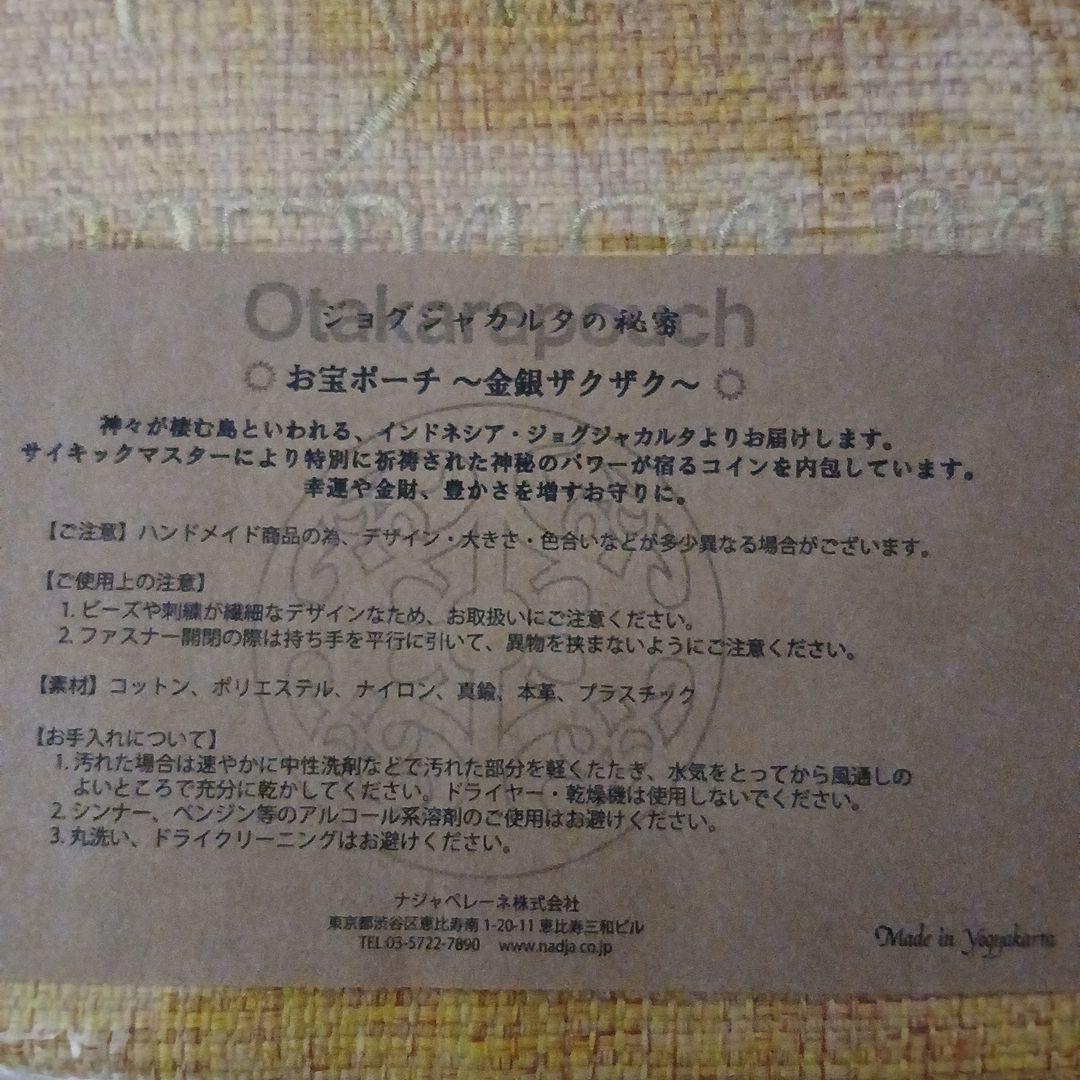 Otakarapouch
ジョグジャカルタの秘密
お宝ポーチ ～金銀ザクザク～
神々が棲む島といわれる、インドネシア・ジョグジャカルタよりお届けします。
サイキックマスターにより特別に祈祷された神秘のパワーが宿るコインを内包しています。
幸運や金財、豊かさを増すお守りに。
【ご注意】ハンドメイド商品の為、デザイン・大きさ・色合いなどが多少異なる場合がございます。
【ご使用上の注意】
1. ビーズや刺繍が繊細なデザインなため、お取扱いにご注意ください。
2. ファスナー開閉の際は持ち手を平行に引いて、異物を挟まないようにご注意ください。
【素材】コットン、ポリエステル、ナイロン、真鍮、本革、プラスチック
【お手入れについて】
1. 汚れた場合は速やかに中性洗剤などで汚れた部分を軽くたたき、水気をとってから風通しの
よいところで充分に乾かしてください。ドライヤー・乾燥機は使用しないでください。
2. シンナー、ベンジン等のアルコール系溶剤のご使用はお避けください。
3. 丸洗い、ドライクリーニングはお避けください。
ナジャペレーネ株式会社
東京都渋谷区恵比寿南 1-20-11 恵比寿三和ビル
TEL:03-5722-7890 www.nadja.co.jp
Made in Yogyakarta